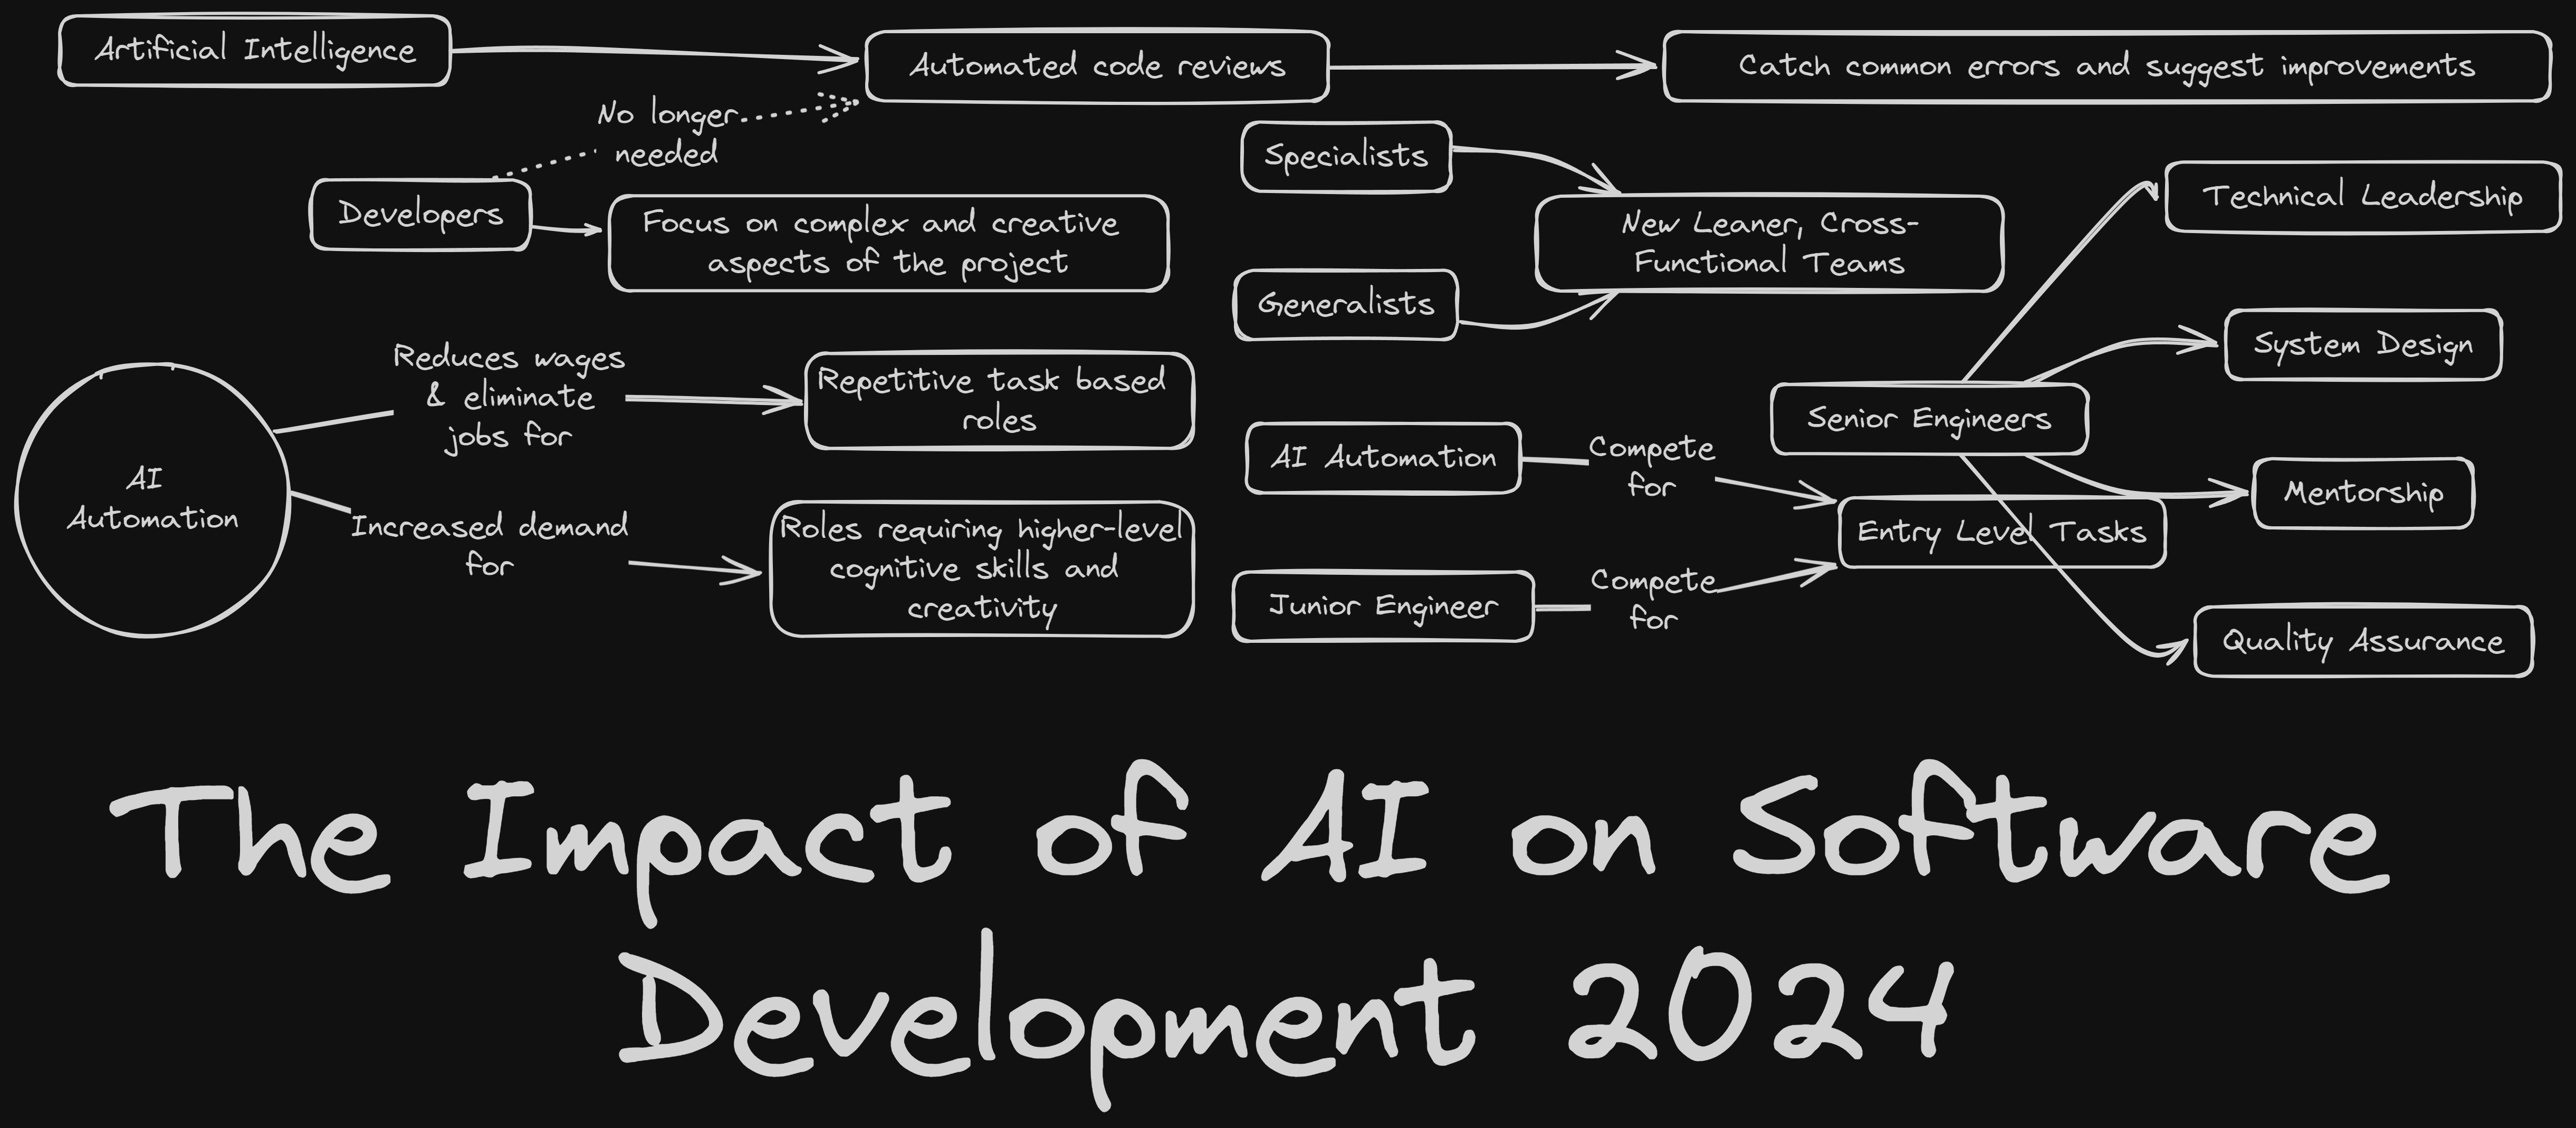 Artificial Intelligence
Automated code reviews
Catch common errors and suggest improvements
No longer
needed
Developers
Focus on complex and creative
aspects of the project
Specialists
Generalists
New Leaner, Cross-
Functional Teams
AI
Automation
Reduces wages
& eliminate
jobs for
Repetitive task based
roles
Increased demand
for
Roles requiring higher-level
cognitive skills and
creativity
AI Automation
Compete
for
Junior Engineer
Compete
for
Entry Level Tasks
Senior Engineers
Technical Leadership
System Design
Mentorship
Quality Assurance
The Impact of AI on Software
Development 2024